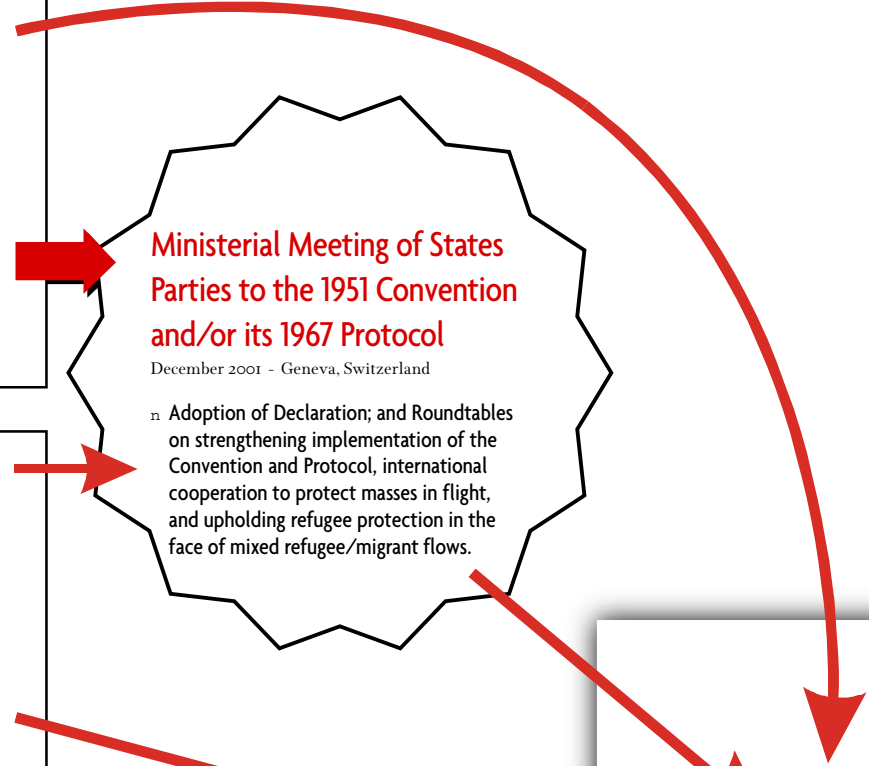 Ministerial Meeting of States
Parties to the 1951 Convention
and/or its 1967 Protocol
December 2001 - Geneva, Switzerland
n Adoption of Declaration; and Roundtables
on strengthening implementation of the
Convention and Protocol, international
cooperation to protect masses in flight,
and upholding refugee protection in the
face of mixed refugee/migrant flows.